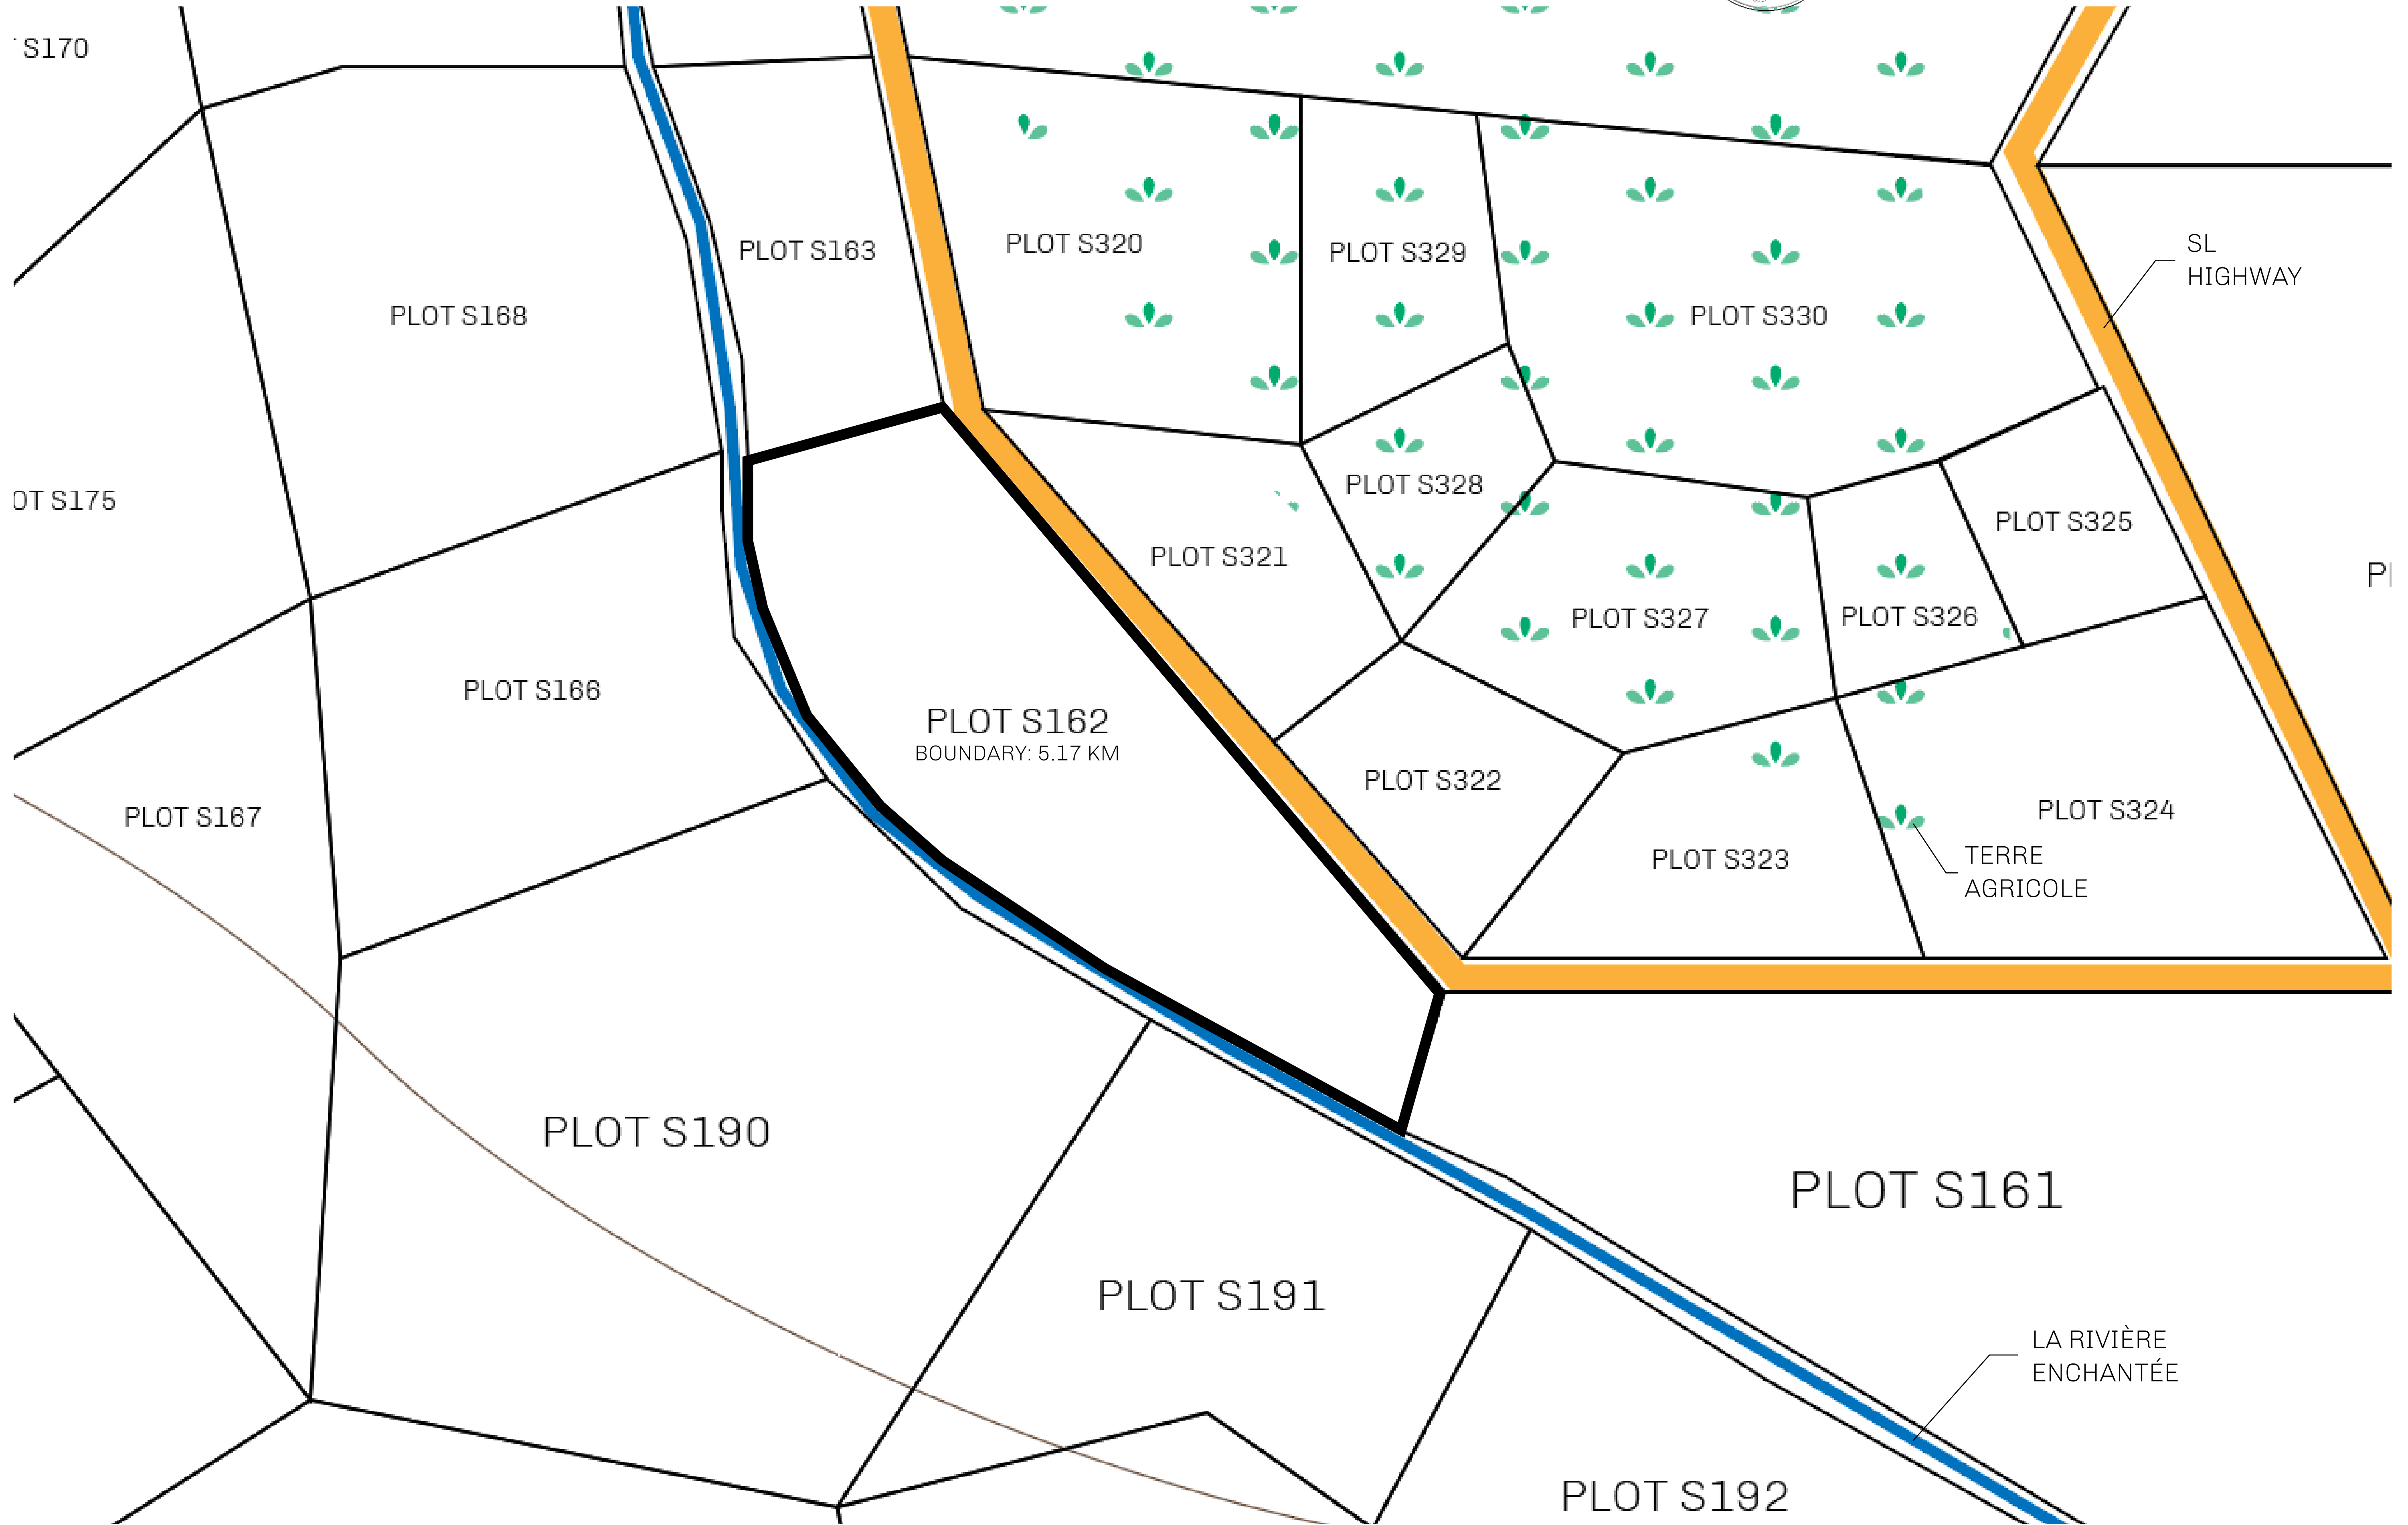 S170
PLOT S163
PLOT S320
PLOT S329
SL
HIGHWAY
PLOT S168
PLOT S330
OT S175
PLOT S328
PLOT S325
PLOT S321
PLOT S327
PLOT S326
PLOT S166
PLOT S162
BOUNDARY: 5.17 KM
PLOT S322
PLOT S167
PLOT S324
PLOT S323
TERRE
AGRICOLE
PLOT S190
PLOT S161
PLOT S191
LA RIVIÈRE
ENCHANTÉE
PLOT S192